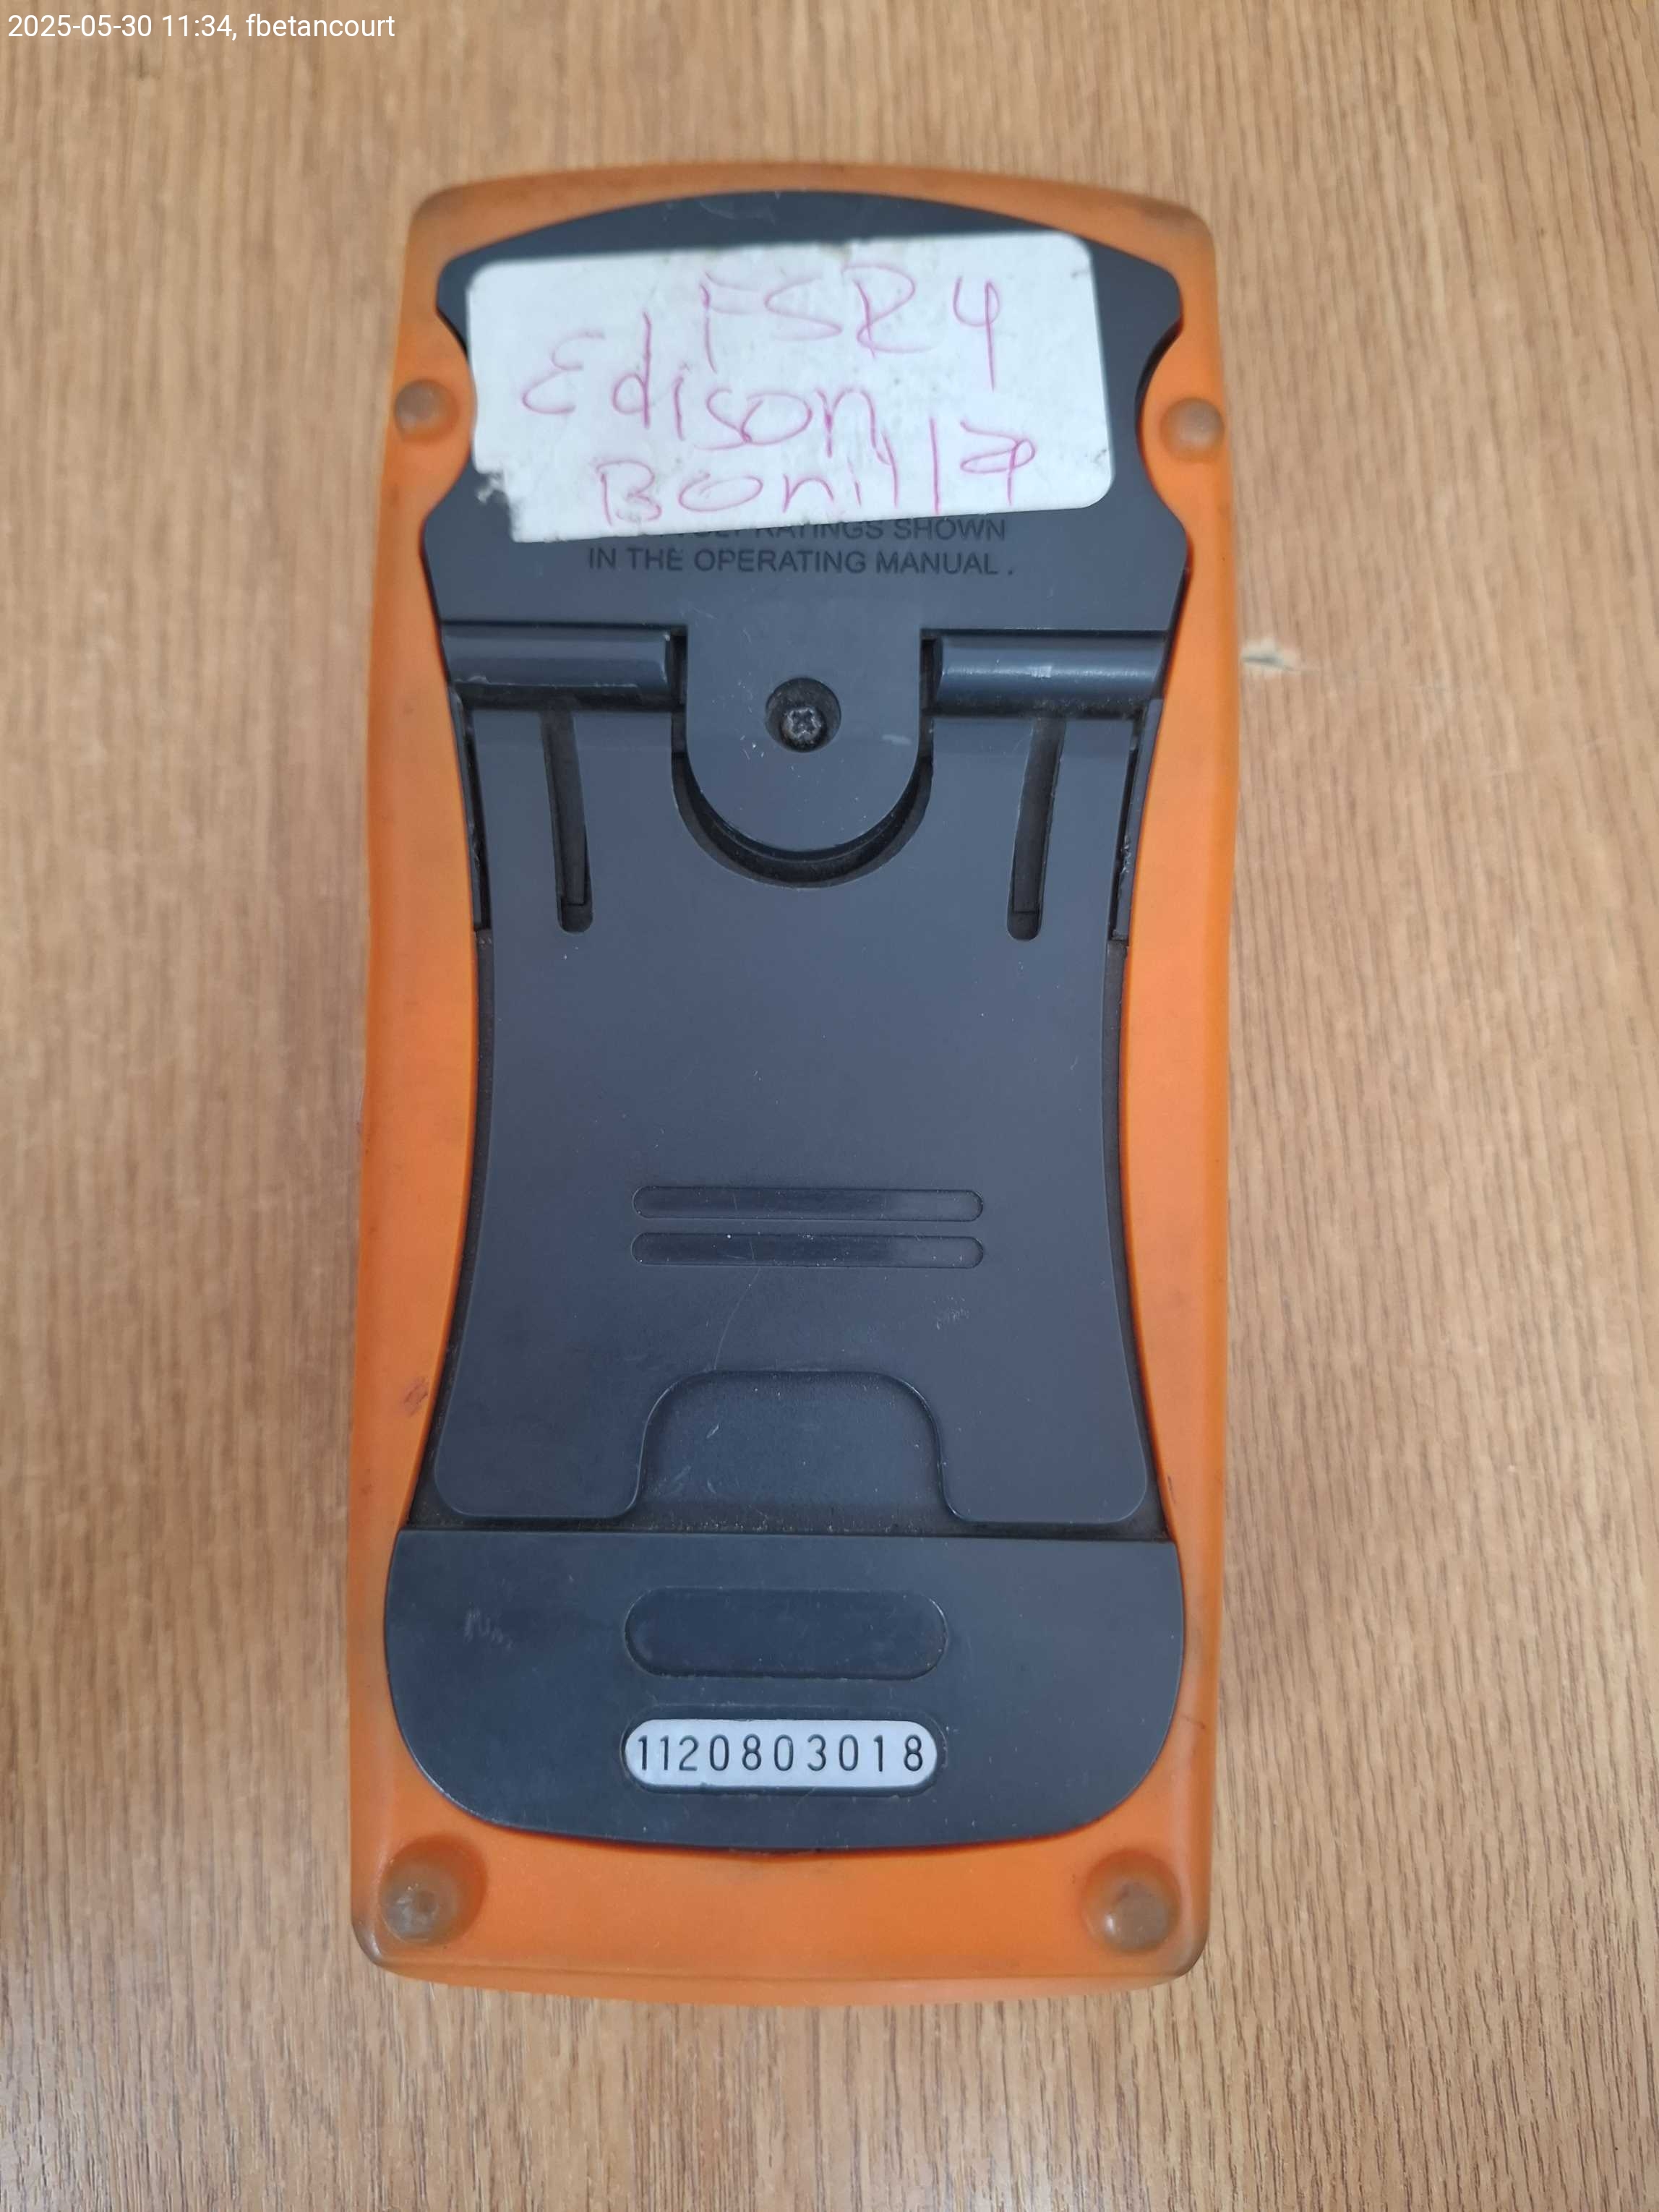 2025-05-30 11:34, fbetancourt
FSR4
Edison
Bonilla
RATINGS SHOWN
IN THE OPERATING MANUAL.
1120803018